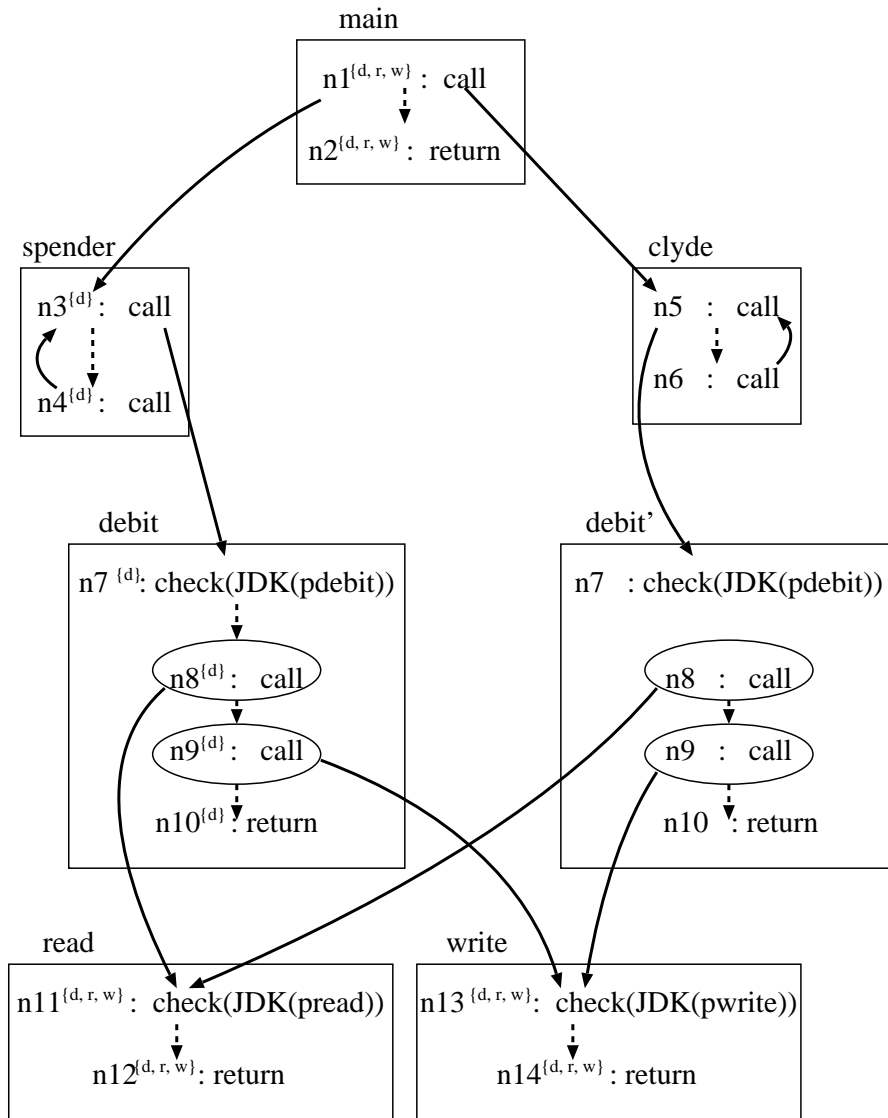 main
n1{d, r, w} : call
n2{d, r, w} : return
spender
n3{d} : call
n4{d} : call
clyde
n5 : call
n6 : call
debit
n7 {d} : check(JDK(pdebit))
n8{d} : call
n9{d} : call
n10{d} : return
debit’
n7 : check(JDK(pdebit))
n8 : call
n9 : call
n10 : return
read
n11{d, r, w} : check(JDK(pread))
n12{d, r, w} : return
write
n13 {d, r, w} : check(JDK(pwrite))
n14{d, r, w} : return